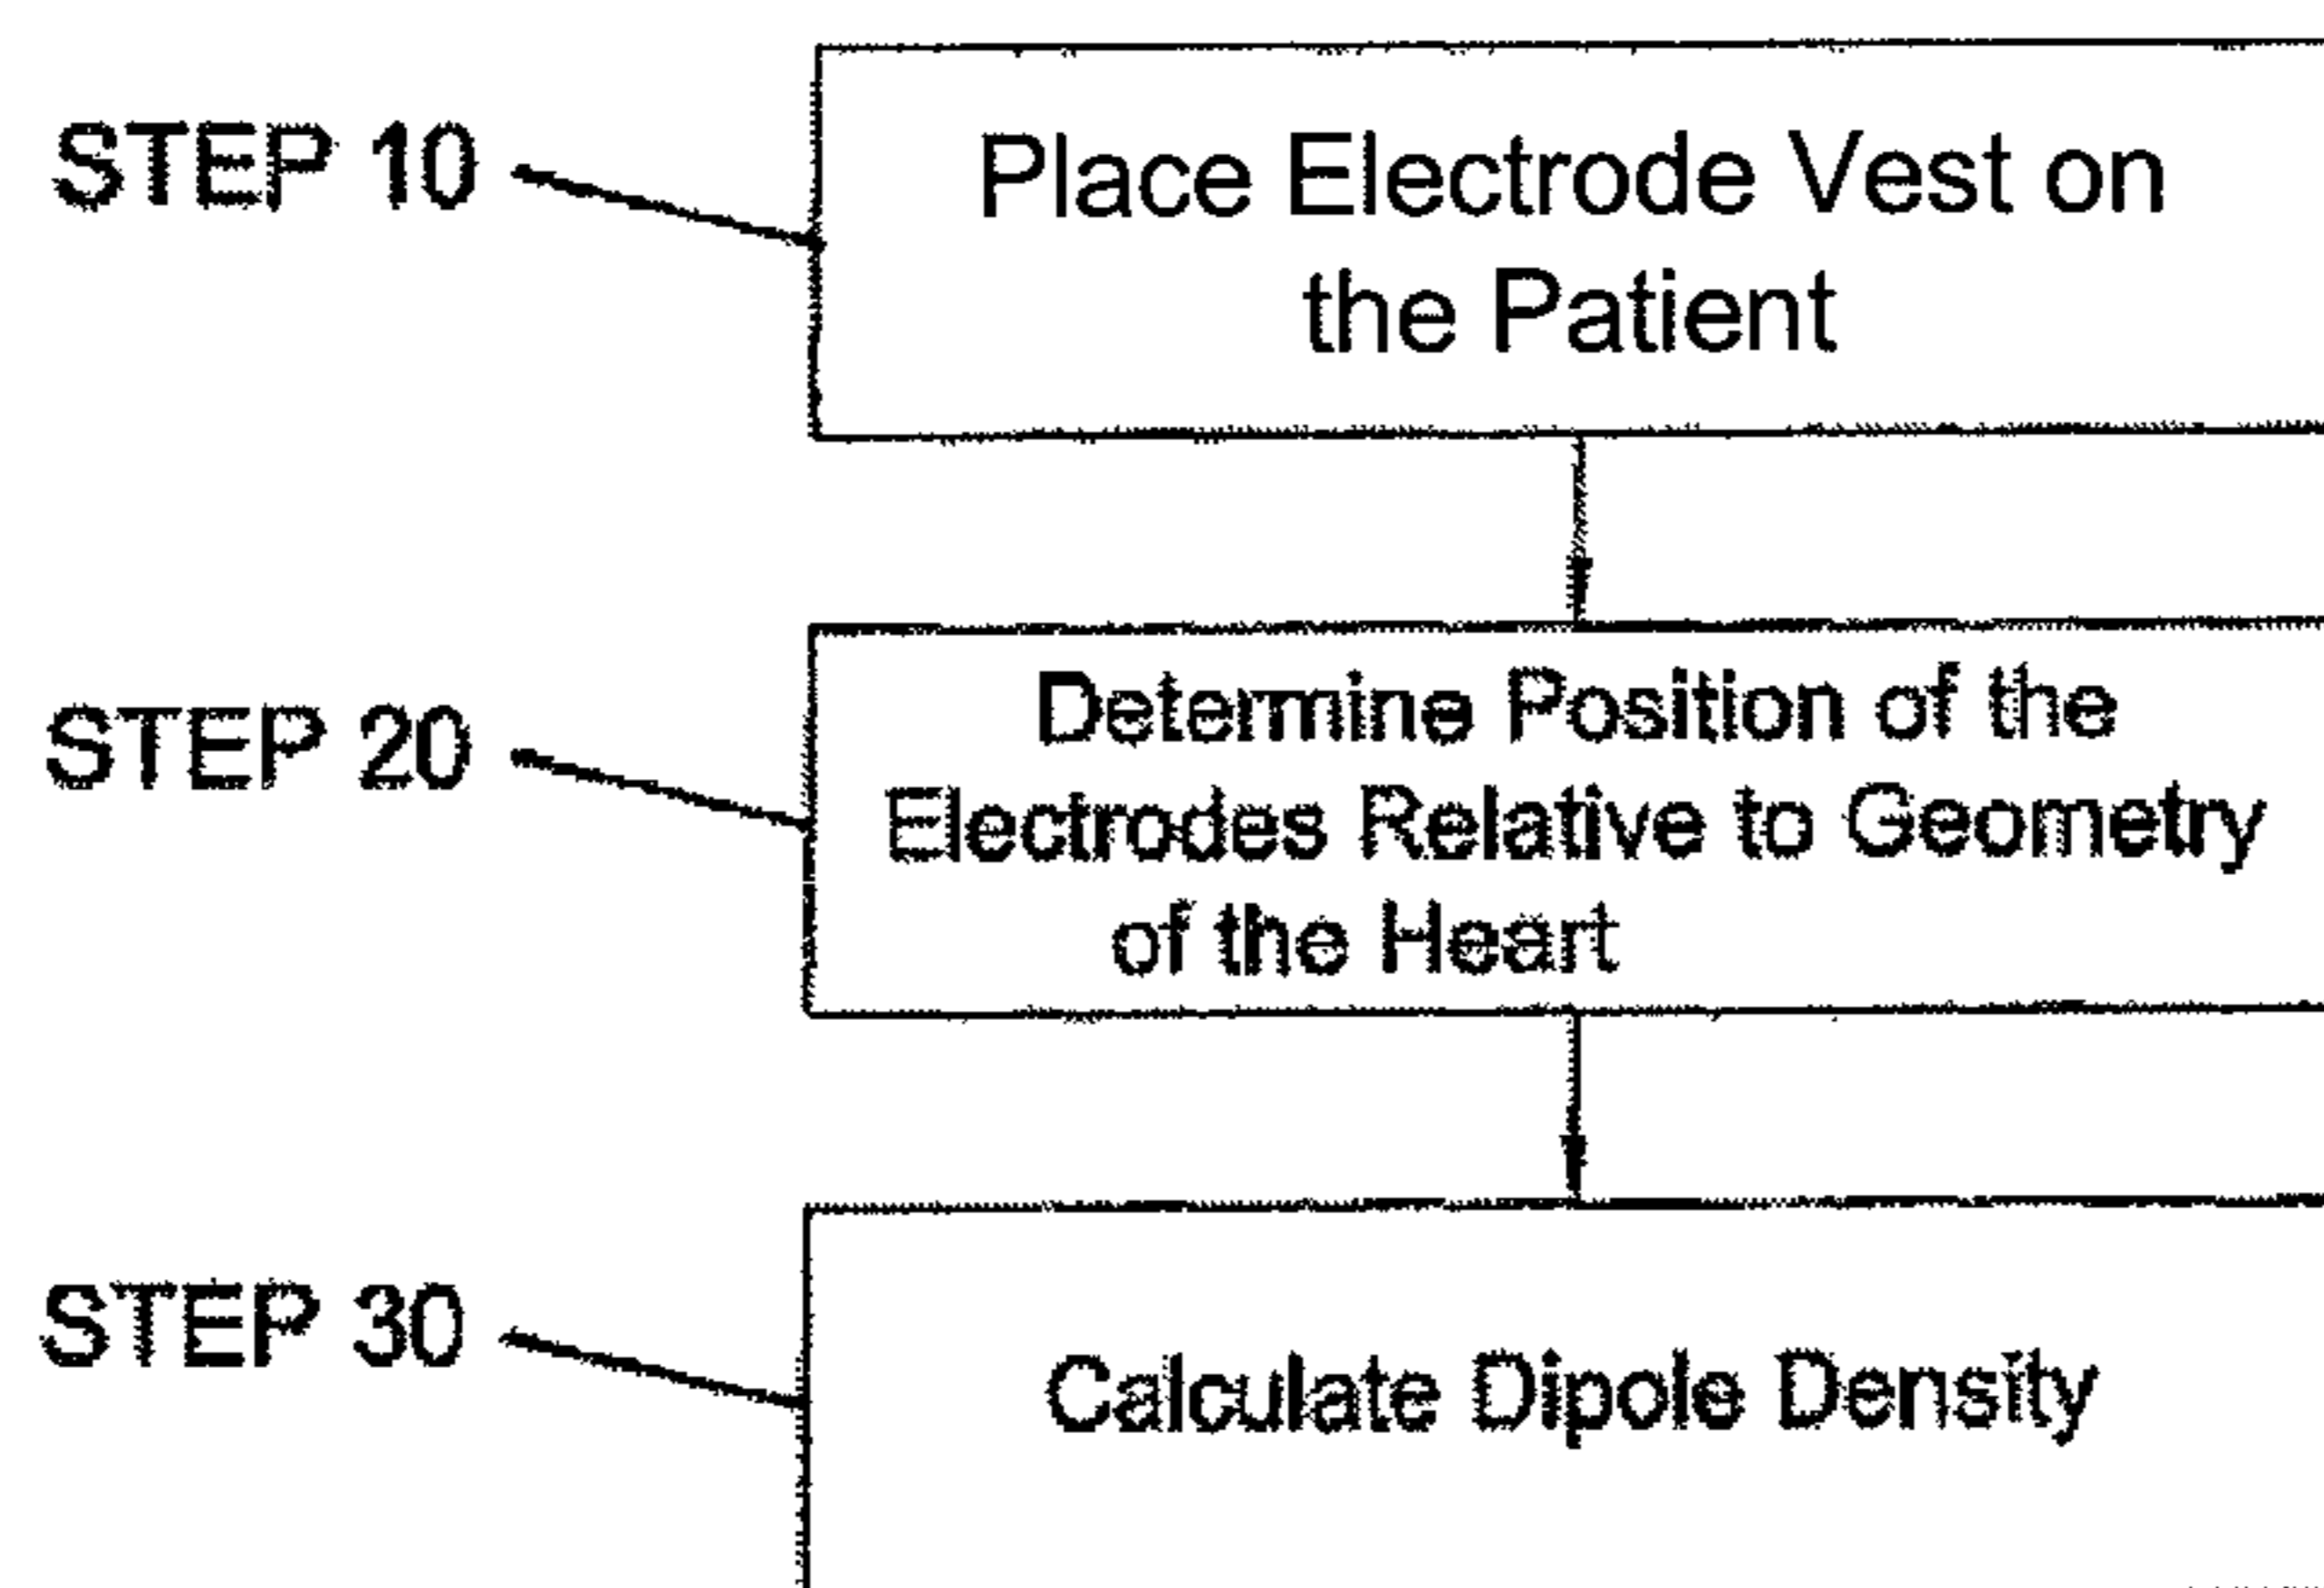 STEP 10
Place Electrode Vest on
the Patient
STEP 20
Determine Position of the
Electrodes Relative to Geometry
of the Heart
STEP 30
Calculate Dipole Density